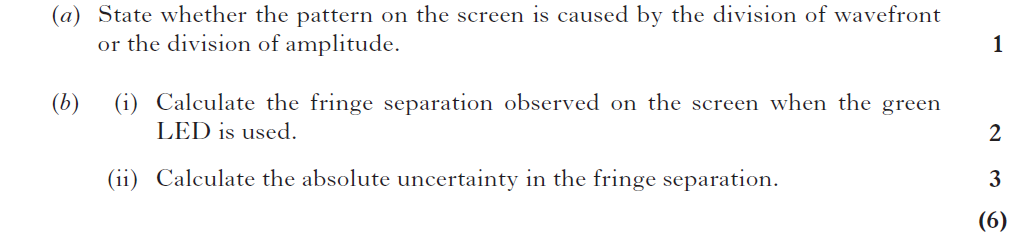 (a) State whether the pattern on the screen is caused by the division of wavefront
or the division of amplitude. 1
(b) (i) Calculate the fringe separation observed on the screen when the green
LED is used. 2
(ii) Calculate the absolute uncertainty in the fringe separation. 3
(6)